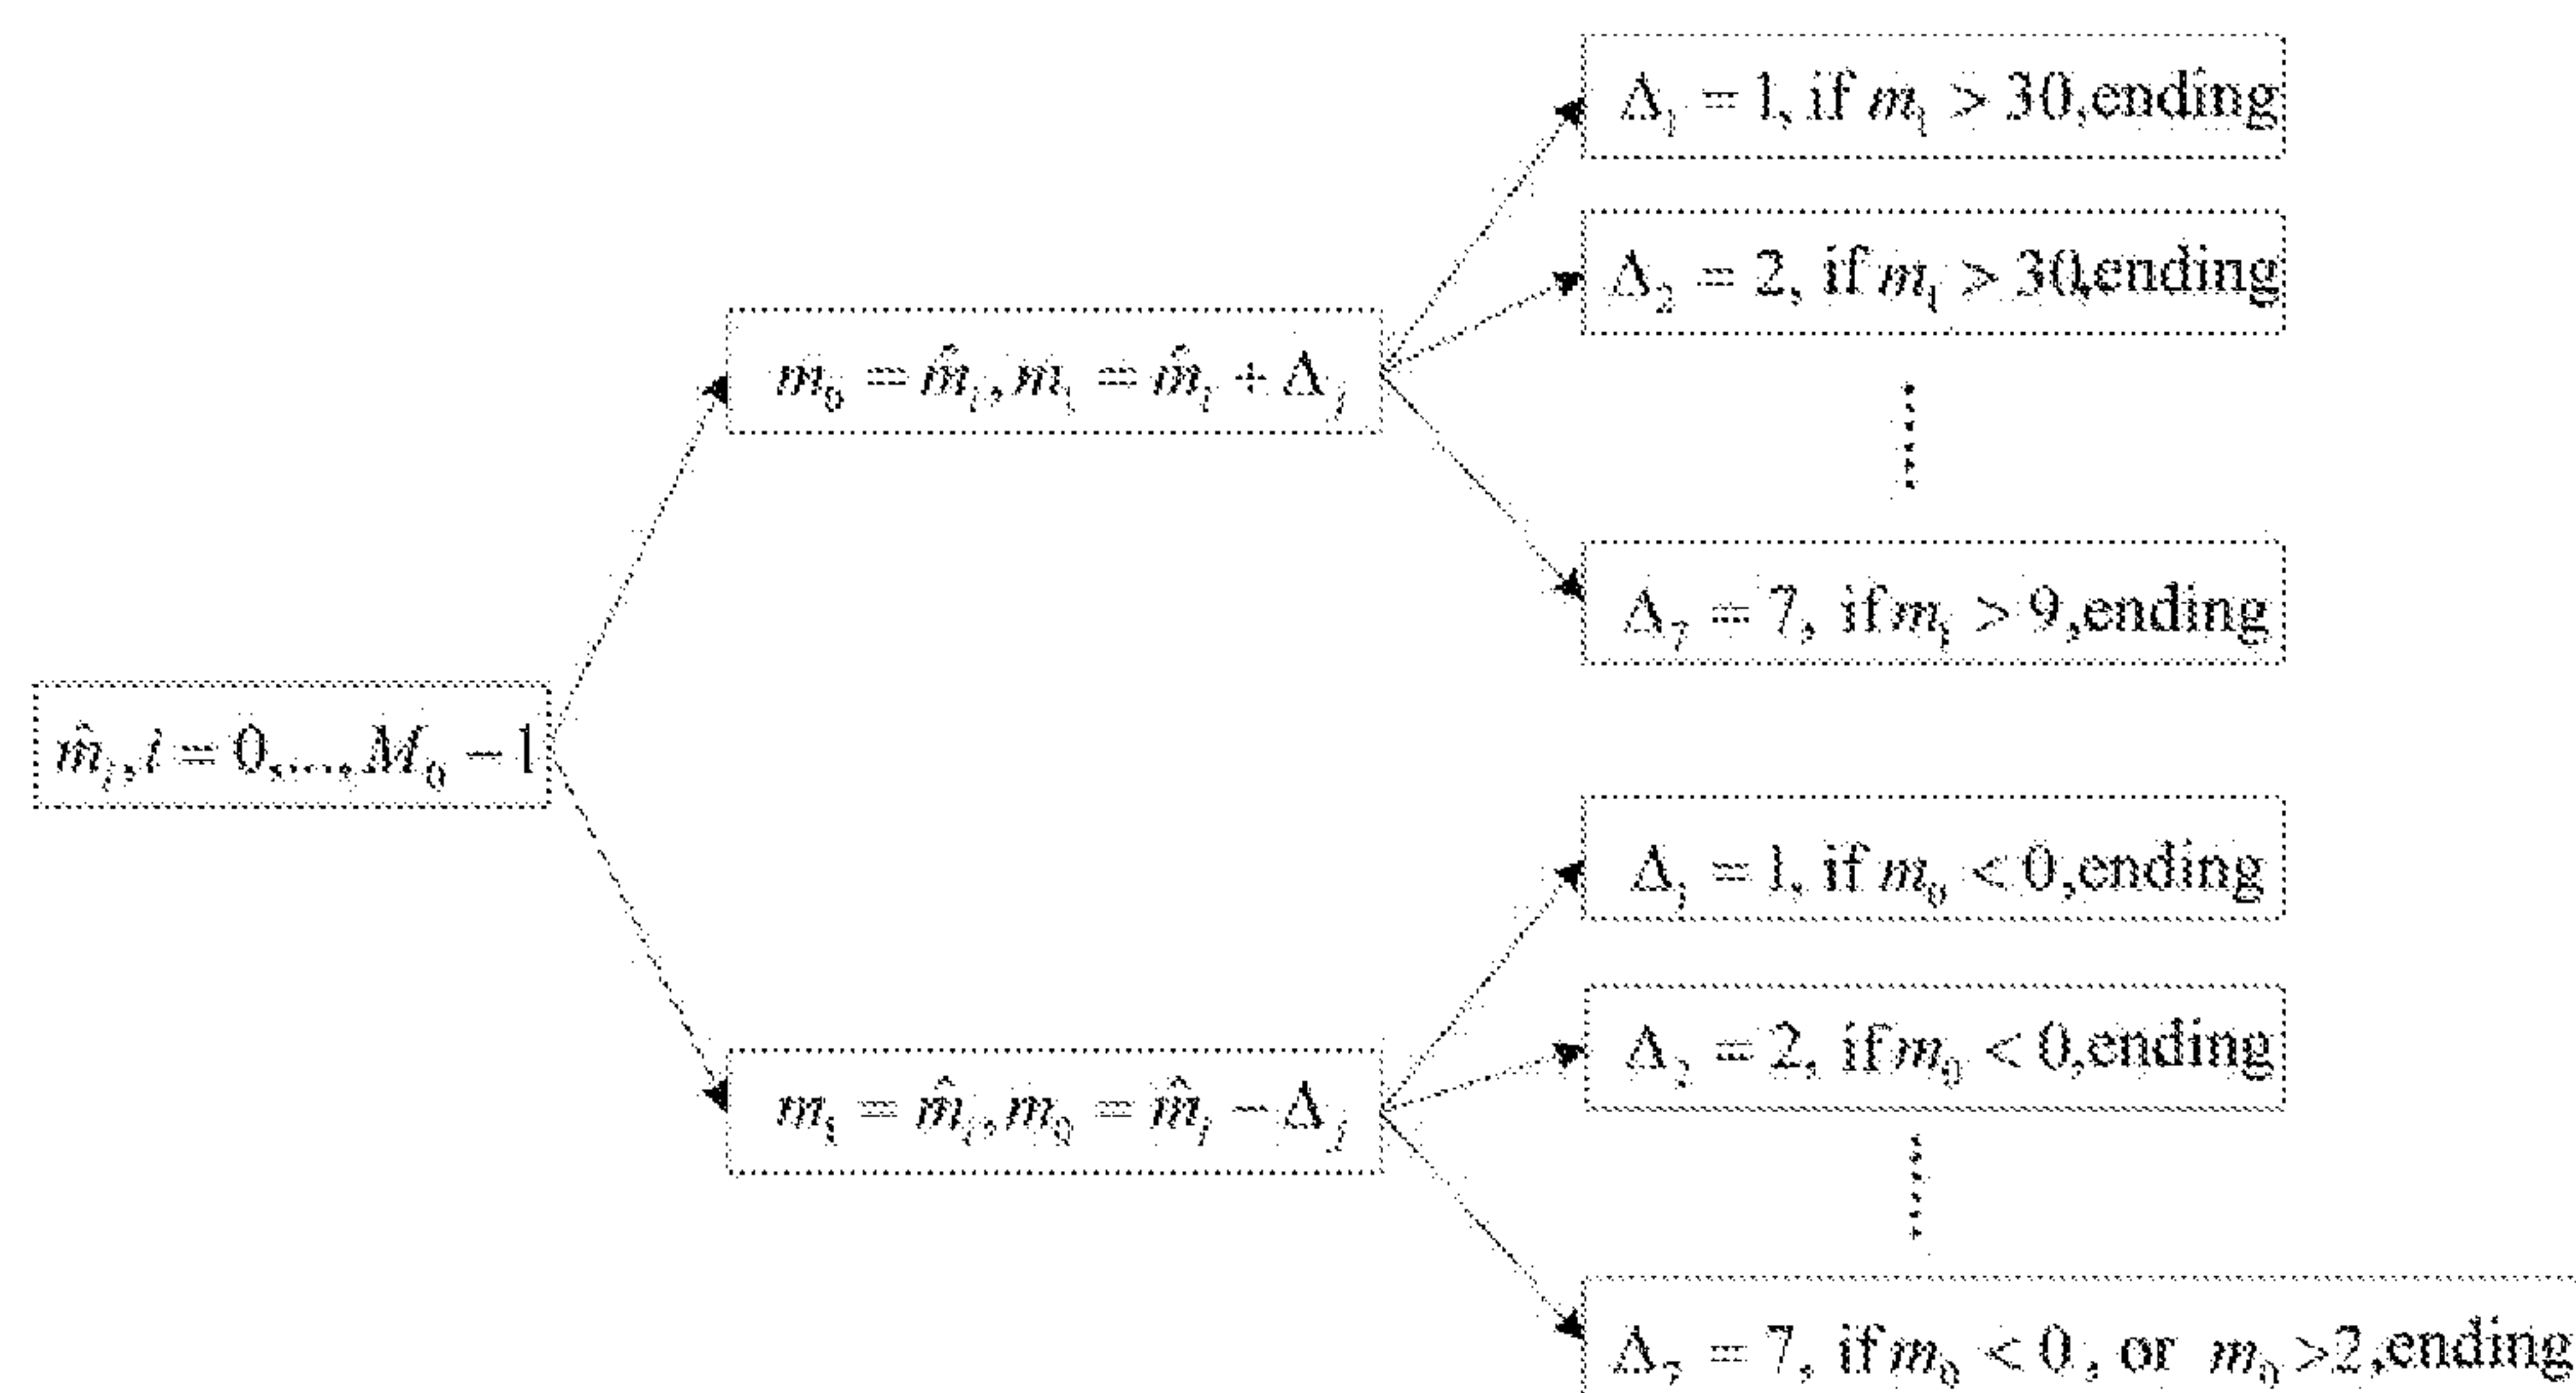 Δ₁ = 1, if m₁ > 30,ending
Δ₂ = 2, if m₁ > 30,ending
m₀ = m̂ᵢ, m₁ = m̂ᵢ + Δⱼ
Δ₇ = 7, if m₁ > 9,ending
m̂ᵢ, i = 0,..., M₀ − 1
Δ₁ = 1, if m₀ < 0,ending
Δ₂ = 2, if m₀ < 0,ending
m₁ = m̂ᵢ, m₀ = m̂ᵢ − Δⱼ
Δ₇ = 7, if m₀ < 0, or m₀ >2,ending